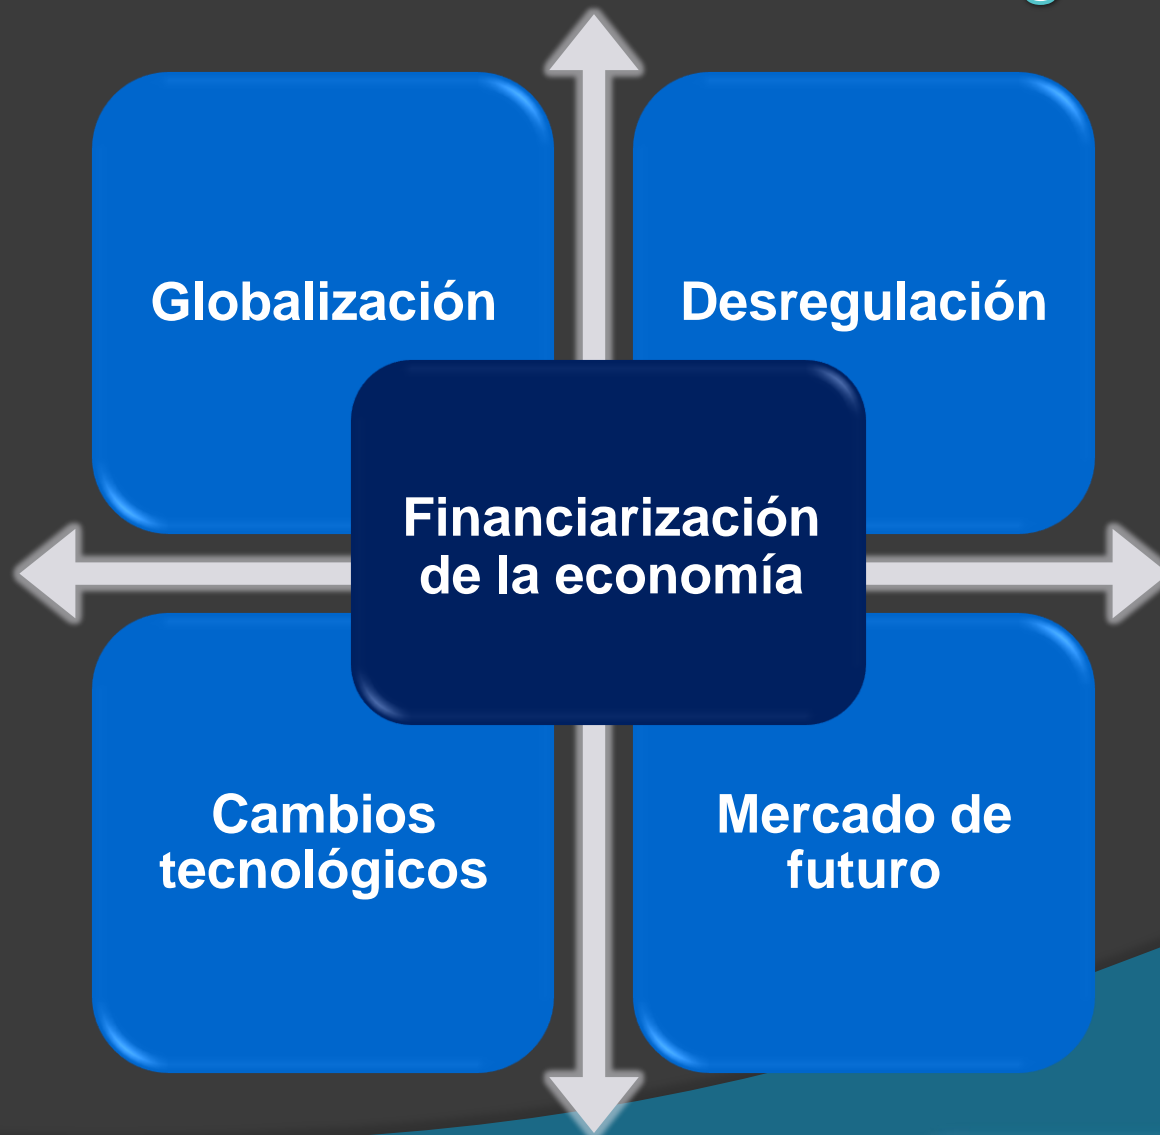 Globalización
Desregulación
Financiarización
de la economía
Cambios
tecnológicos
Mercado de
futuro